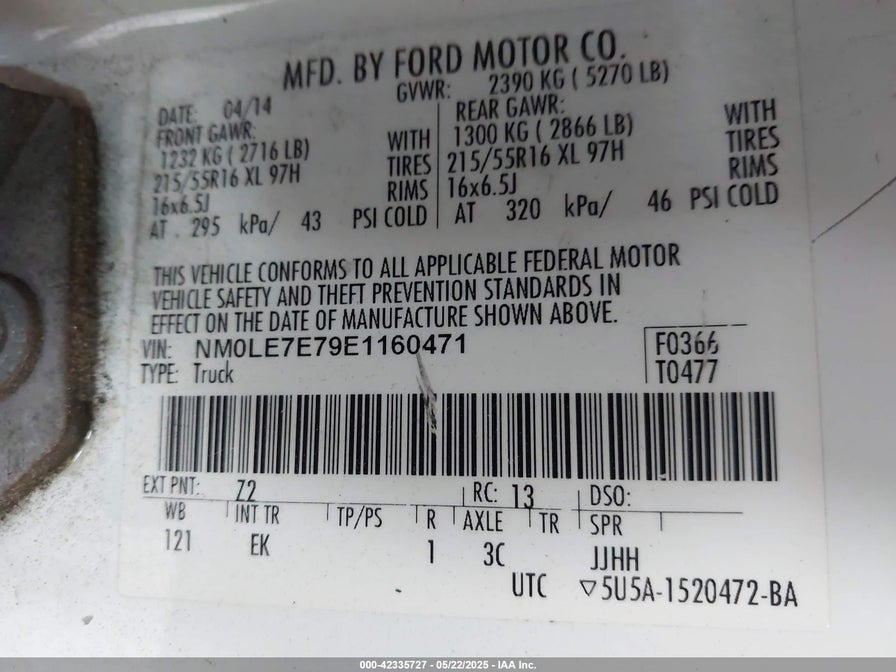 MFD. BY FORD MOTOR CO.
DATE: 04/14 GVWR: 2390 KG ( 5270 LB)
FRONT GAWR: REAR GAWR:
1232 KG ( 2716 LB) WITH 1300 KG ( 2866 LB) WITH
215/55R16 XL 97H TIRES 215/55R16 XL 97H TIRES
16x6.5J RIMS 16x6.5J RIMS
AT 295 kPa/ 43 PSI COLD AT 320 kPa/ 46 PSI COLD
THIS VEHICLE CONFORMS TO ALL APPLICABLE FEDERAL MOTOR
VEHICLE SAFETY AND THEFT PREVENTION STANDARDS IN
EFFECT ON THE DATE OF MANUFACTURE SHOWN ABOVE.
VIN: NM0LE7E79E1160471 F0366
TYPE: Truck T0477
EXT PNT: Z2 RC: 13 DSO:
WB INT TR TP/PS R AXLE TR SPR
121 EK 1 3C JJHH
UTC ▽5U5A-1520472-BA
000-42335727 - 05/22/2025 - IAA Inc.